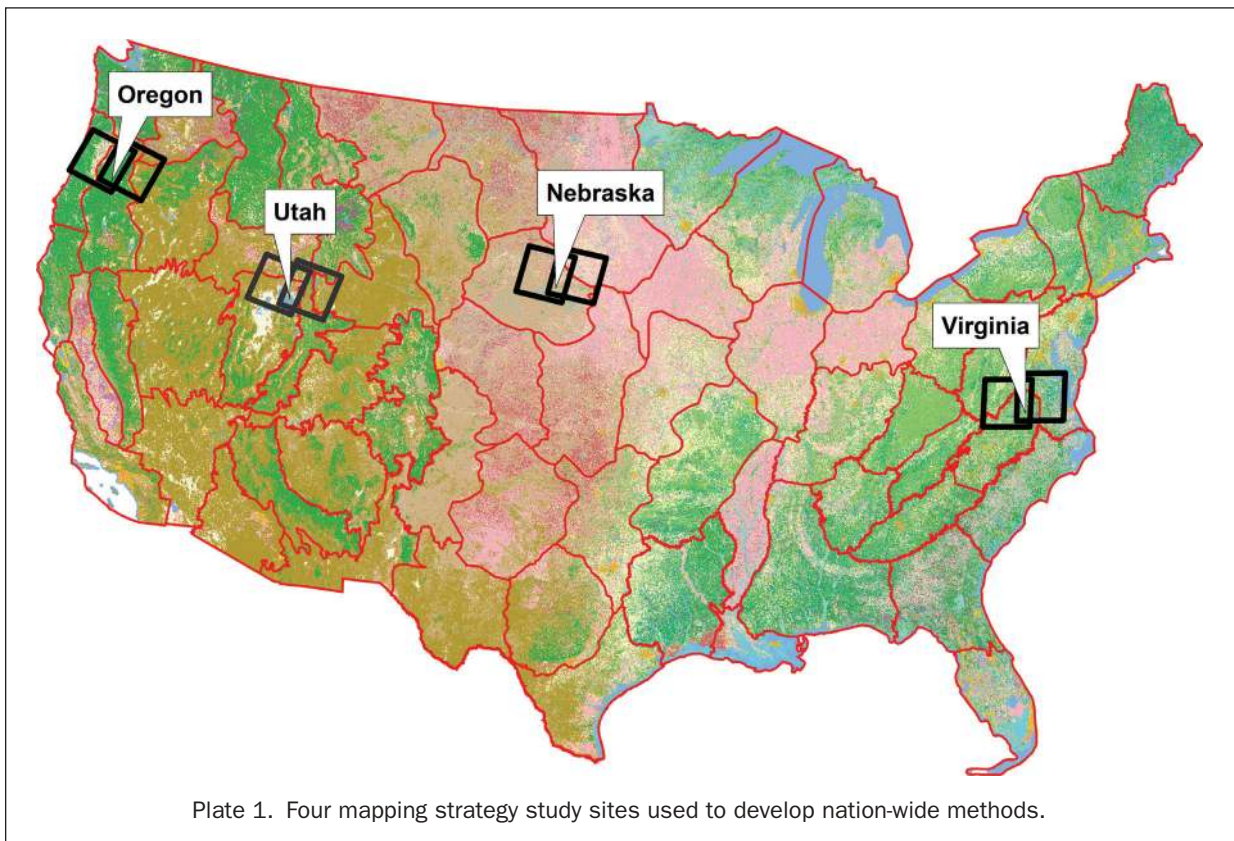 Oregon
Utah
Nebraska
Virginia
Plate 1. Four mapping strategy study sites used to develop nation-wide methods.